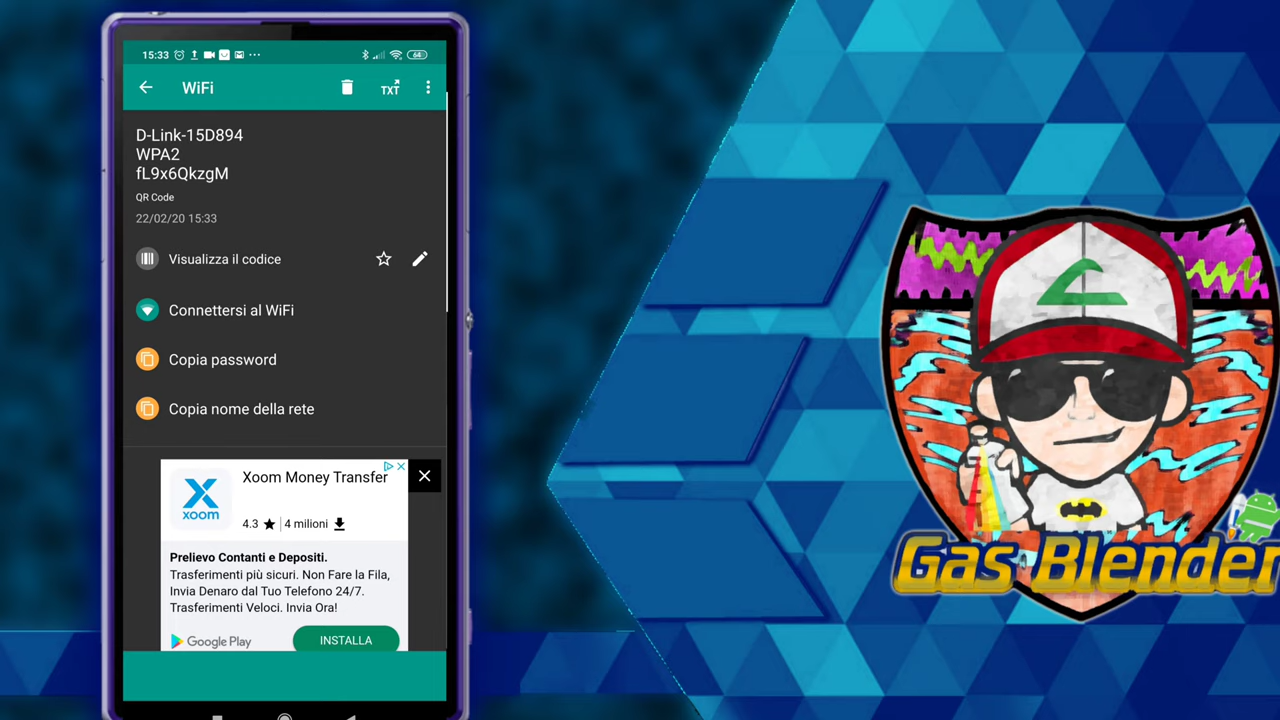 15:33
64
WiFi
TXT
D-Link-15D894
WPA2
fL9x6QkzgM
QR Code
22/02/20 15:33
Visualizza il codice
Connettersi al WiFi
Copia password
Copia nome della rete
Xoom Money Transfer
xoom
4.3 ★ | 4 milioni
Prelievo Contanti e Depositi.
Trasferimenti più sicuri. Non Fare la Fila,
Invia Denaro dal Tuo Telefono 24/7.
Trasferimenti Veloci. Invia Ora!
Google Play
INSTALLA
Gas Blender